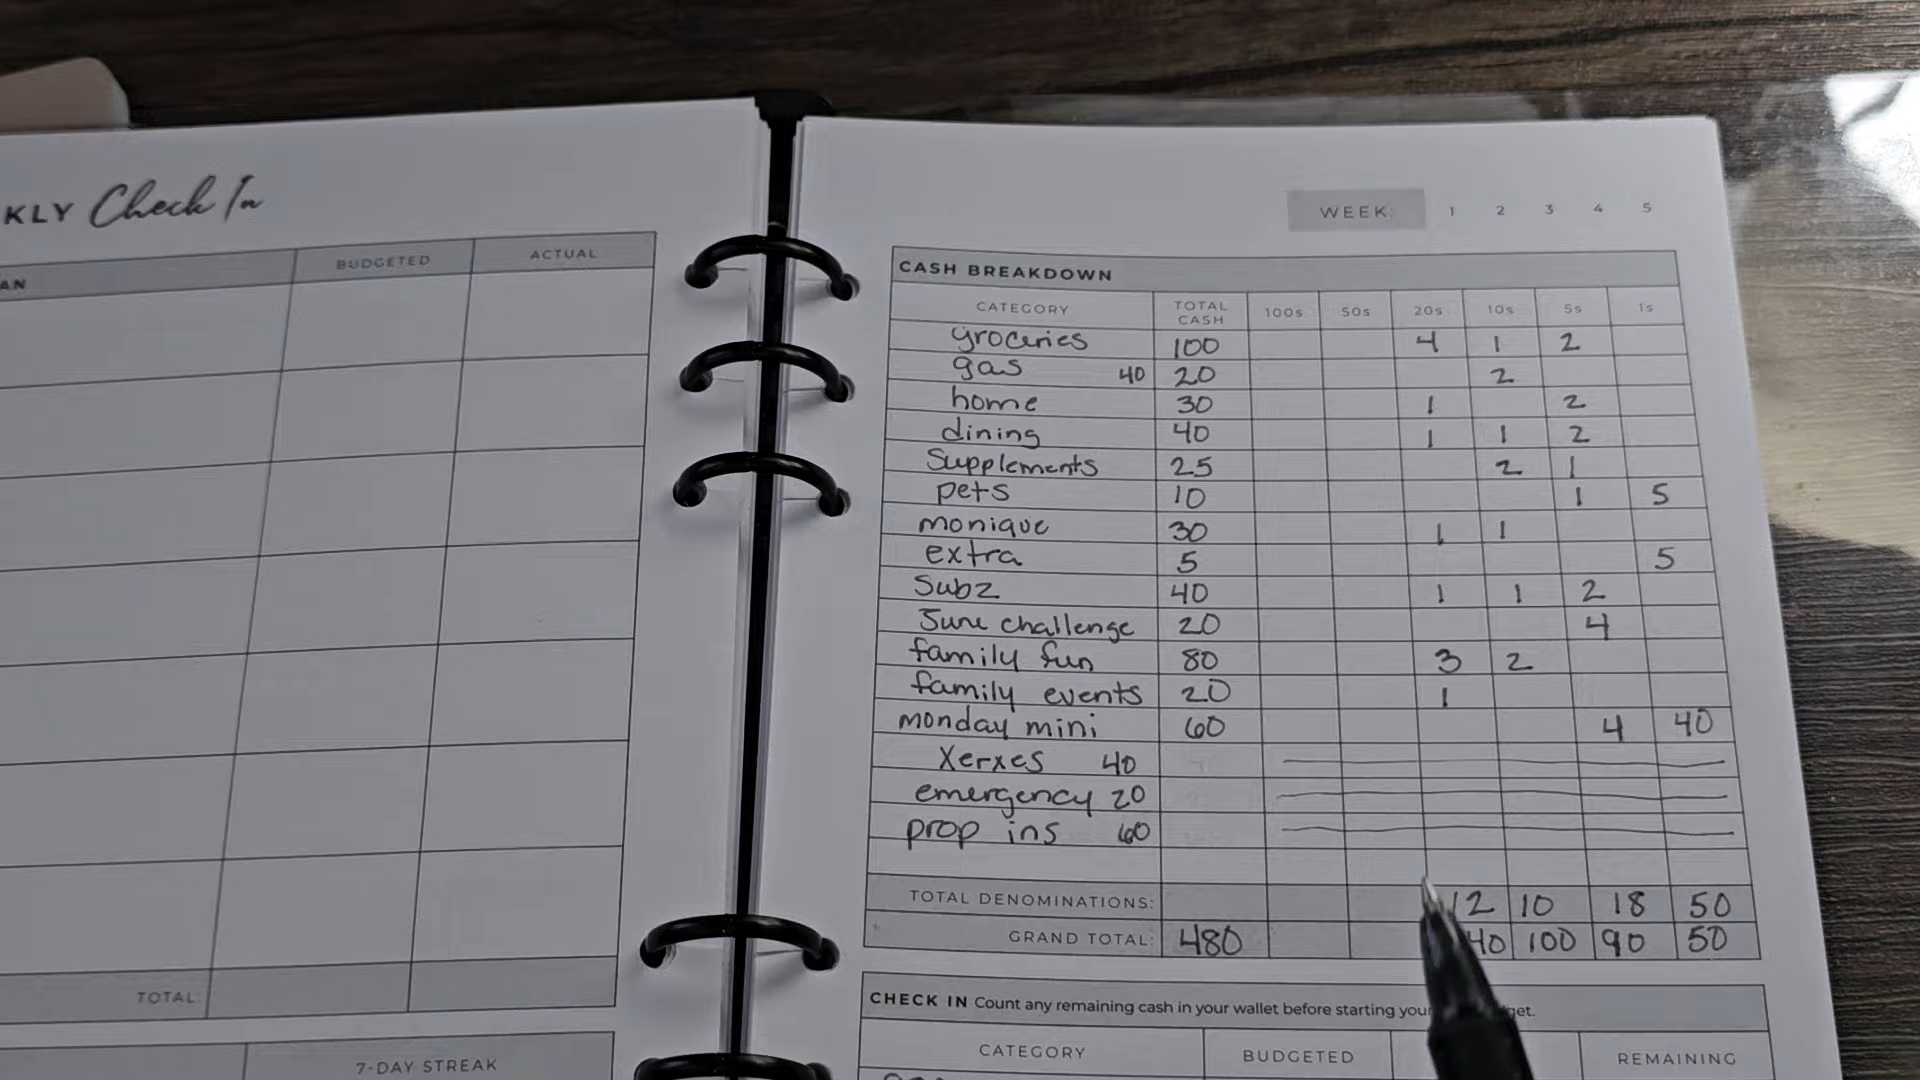 KLY Check In
AN BUDGETED ACTUAL
TOTAL:
7-DAY STREAK
WEEK: 1 2 3 4 5
CASH BREAKDOWN
CATEGORY TOTAL CASH 100s 50s 20s 10s 5s 1s
groceries 100 4 1 2
gas 40 20 2
home 30 1 2
dining 40 1 1 2
Supplements 25 2 1
pets 10 1 5
monique 30 1 1
extra 5 5
Subz 40 1 1 2
June challenge 20 4
family fun 80 3 2
family events 20 1
monday mini 60 4 40
Xerxes 40
emergency 20
prop ins 60
TOTAL DENOMINATIONS: 12 10 18 50
GRAND TOTAL: 480 40 100 90 50
CHECK IN Count any remaining cash in your wallet before starting your get.
CATEGORY BUDGETED REMAINING